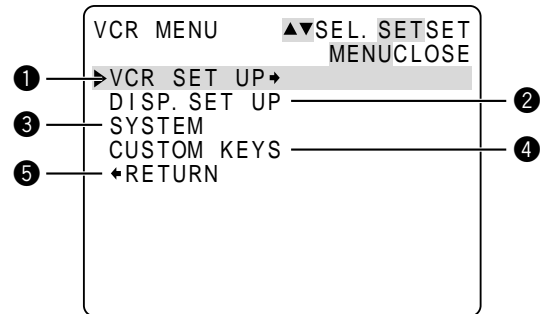 VCR MENU ▲▼SEL. SETSET
MENUCLOSE
❶ ▶VCR SET UP➧
DISP. SET UP ❷
❸ SYSTEM
CUSTOM KEYS ❹
❺ ←RETURN